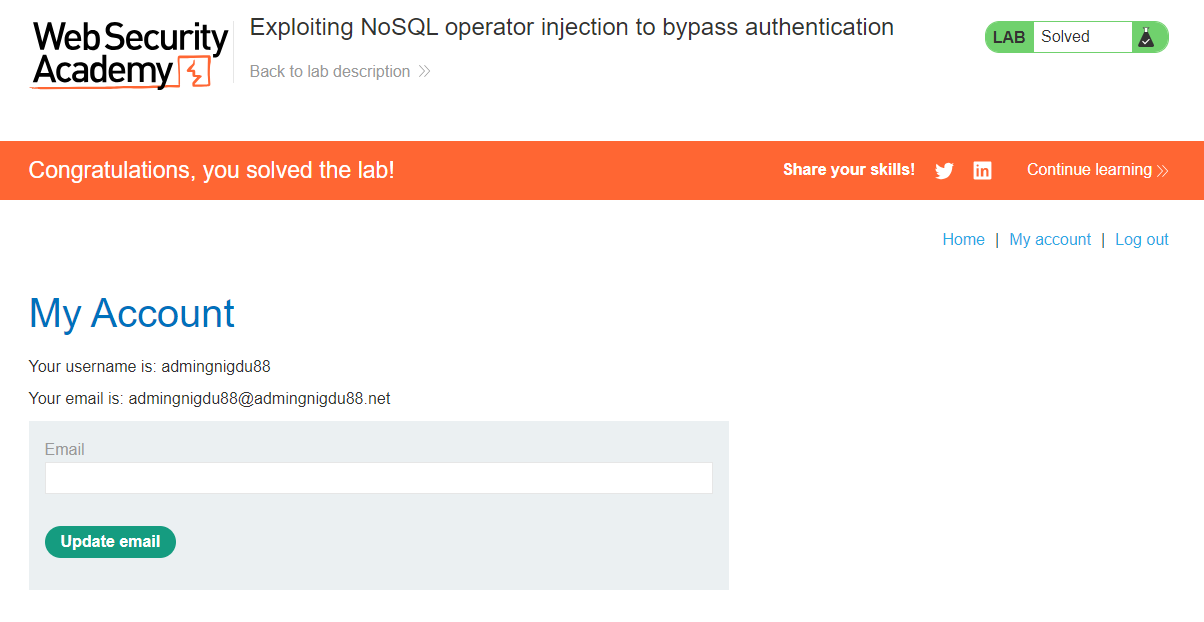 Web Security
Academy
Exploiting NoSQL operator injection to bypass authentication
Back to lab description
LAB Solved
Congratulations, you solved the lab!
Share your skills!
Continue learning
Home | My account | Log out
My Account
Your username is: admingnigdu88
Your email is: admingnigdu88@admingnigdu88.net
Email
Update email